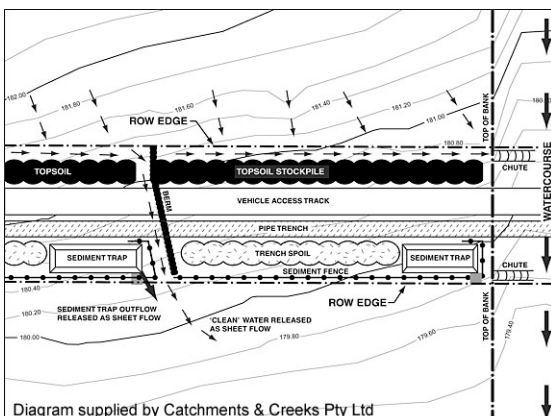 182.00
181.80
181.60
181.40
181.20
181.00
180.80
ROW EDGE
TOP OF BANK
WATERCOURSE
TOPSOIL
TOPSOIL STOCKPILE
CHUTE
BERM
VEHICLE ACCESS TRACK
PIPE TRENCH
SEDIMENT TRAP
TRENCH SPOIL
SEDIMENT TRAP
SEDIMENT FENCE
CHUTE
180.40
ROW EDGE
180.20
SEDIMENT TRAP OUTFLOW
RELEASED AS SHEET FLOW
'CLEAN' WATER RELEASED
AS SHEET FLOW
TOP OF BANK
180.00
179.80
179.60
179.40
Diagram supplied by Catchments & Creeks Pty Ltd